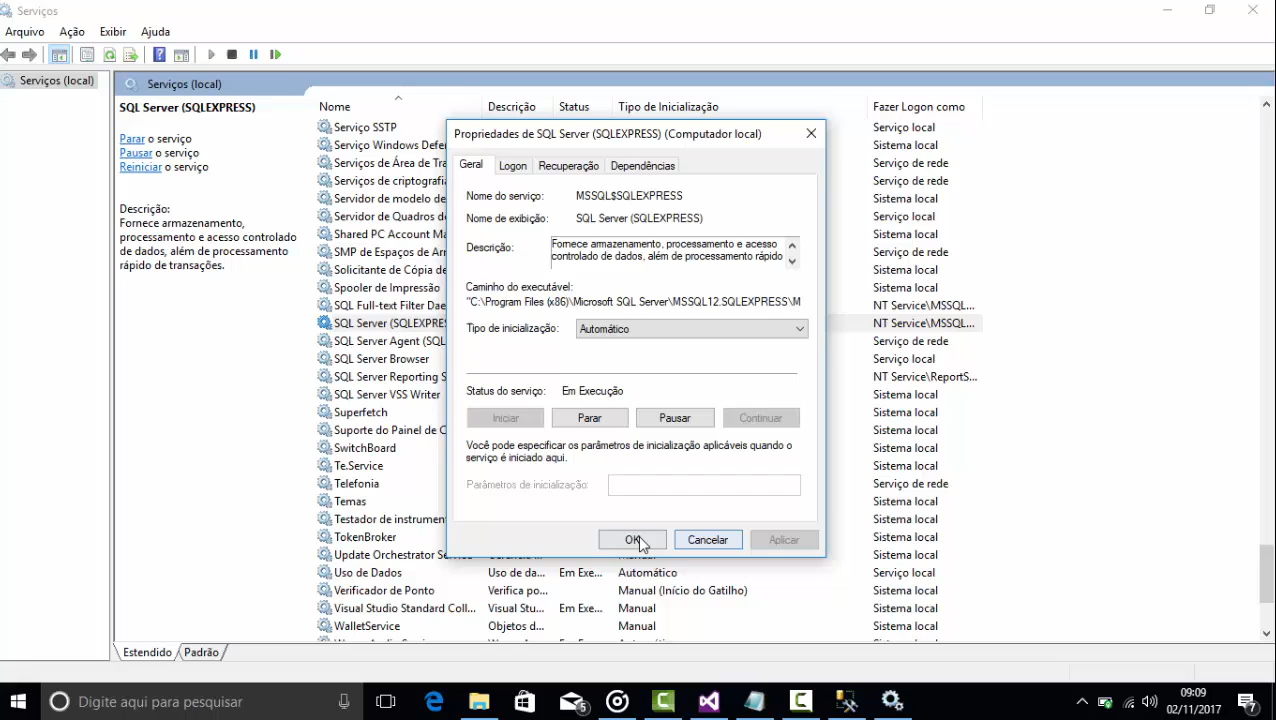 Serviços
Arquivo Ação Exibir Ajuda
Serviços (local)
Serviços (local)
SQL Server (SQLEXPRESS)
Parar o serviço
Pausar o serviço
Reiniciar o serviço
Descrição:
Fornece armazenamento,
processamento e acesso controlado
de dados, além de processamento
rápido de transações.
Nome Descrição Status Tipo de Inicialização Fazer Logon como
Serviço SSTP Serviço local
Serviço Windows Defen Sistema local
Serviços de Área de Tra Serviço de rede
Serviços de criptografia Serviço de rede
Servidor de modelo de Sistema local
Servidor de Quadros de Serviço local
Shared PC Account Ma Sistema local
SMP de Espaços de Arm Serviço de rede
Solicitante de Cópia de Sistema local
Spooler de Impressão Sistema local
SQL Full-text Filter Dae NT Service\MSSQL...
SQL Server (SQLEXPRES NT Service\MSSQL...
SQL Server Agent (SQL Serviço de rede
SQL Server Browser Serviço local
SQL Server Reporting S NT Service\ReportS...
SQL Server VSS Writer Sistema local
Superfetch Sistema local
Suporte do Painel de C Sistema local
SwitchBoard Sistema local
Te.Service Sistema local
Telefonia Serviço de rede
Temas Sistema local
Testador de instrument Sistema local
TokenBroker Sistema local
Update Orchestrator Service Sistema local
Uso de Dados Uso de da... Em Exe... Automático Serviço local
Verificador de Ponto Verifica po... Manual (Início do Gatilho) Sistema local
Visual Studio Standard Coll... Visual Stu... Em Exe... Manual Sistema local
WalletService Objetos d... Manual Sistema local
Propriedades de SQL Server (SQLEXPRESS) (Computador local)
Geral Logon Recuperação Dependências
Nome do serviço: MSSQL$SQLEXPRESS
Nome de exibição: SQL Server (SQLEXPRESS)
Descrição: Fornece armazenamento, processamento e acesso
controlado de dados, além de processamento rápido
Caminho do executável:
"C:\Program Files (x86)\Microsoft SQL Server\MSSQL12.SQLEXPRESS\M
Tipo de inicialização: Automático
Status do serviço: Em Execução
Iniciar Parar Pausar Continuar
Você pode especificar os parâmetros de inicialização aplicáveis quando o
serviço é iniciado aqui.
Parâmetros de inicialização:
OK Cancelar Aplicar
Estendido Padrão
Digite aqui para pesquisar
5
09:09
02/11/2017
7